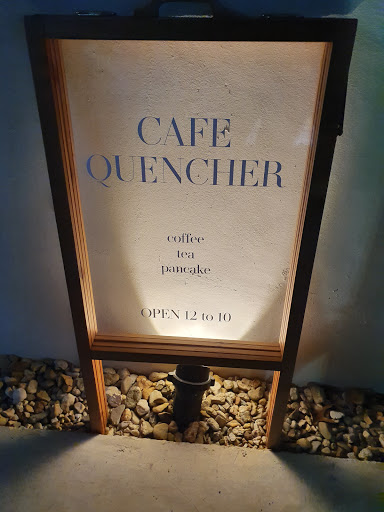 CAFE
QUENCHER
coffee
tea
pancake
OPEN 12 to 10